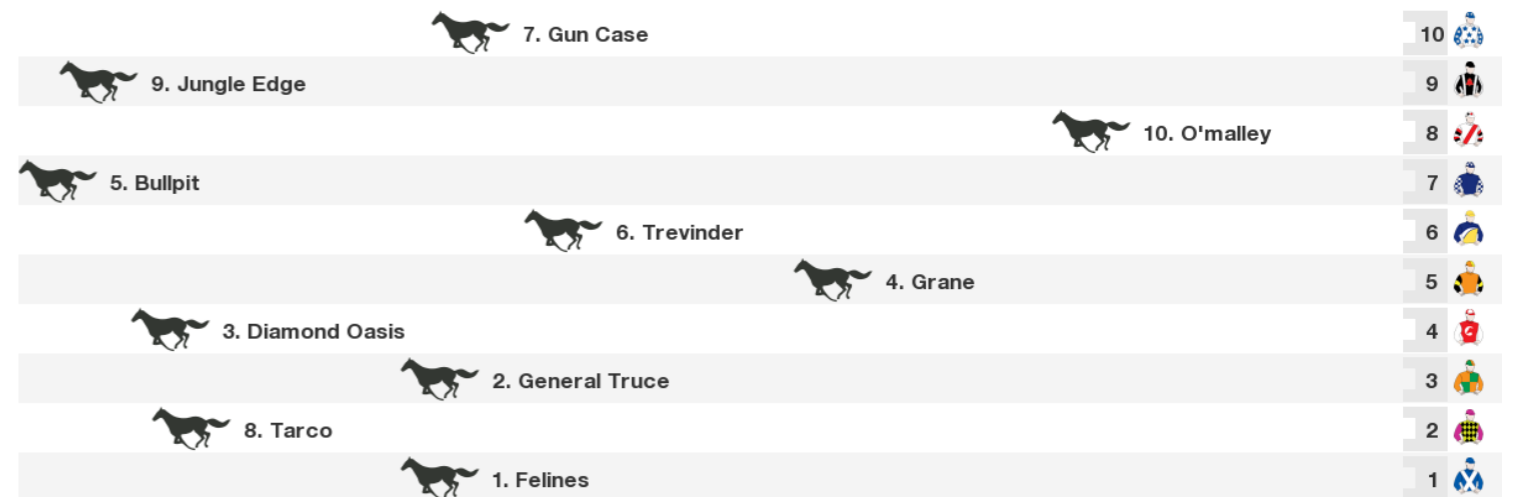 7. Gun Case 10
9. Jungle Edge 9
10. O'malley 8
5. Bullpit 7
6. Trevinder 6
4. Grane 5
3. Diamond Oasis 4
2. General Truce 3
8. Tarco 2
1. Felines 1